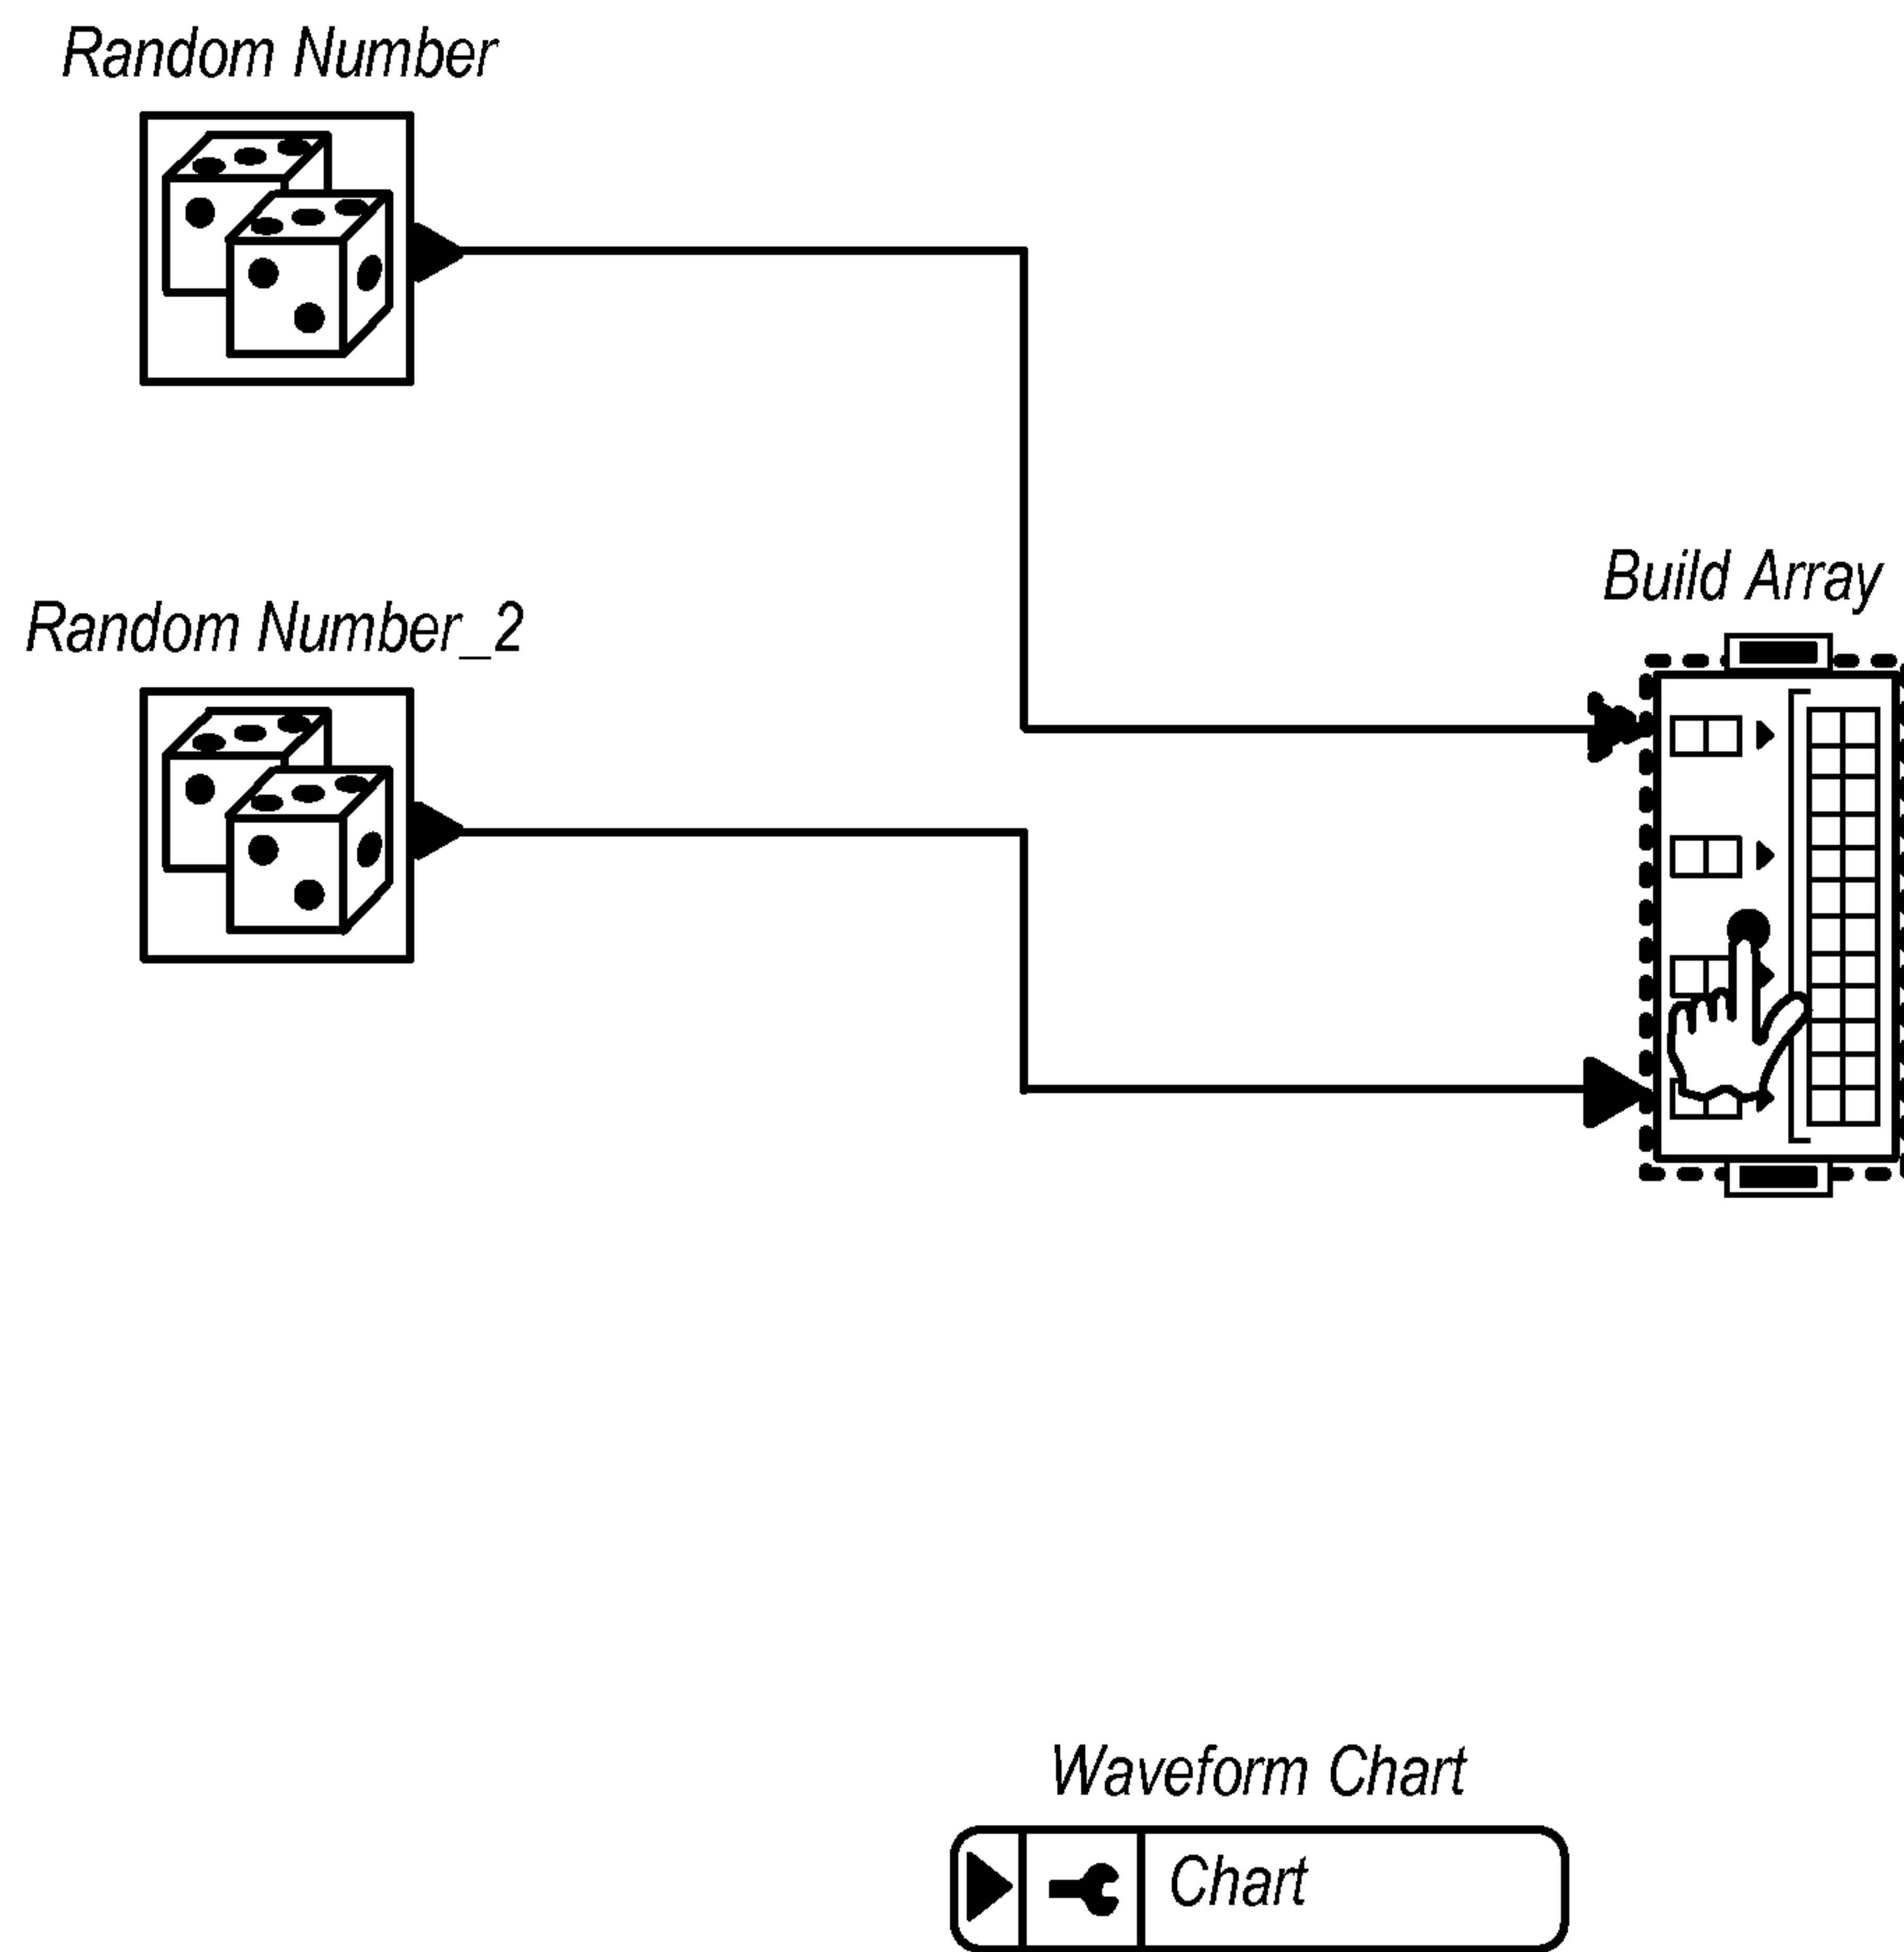 Random Number
Random Number_2
Build Array
Waveform Chart
Chart